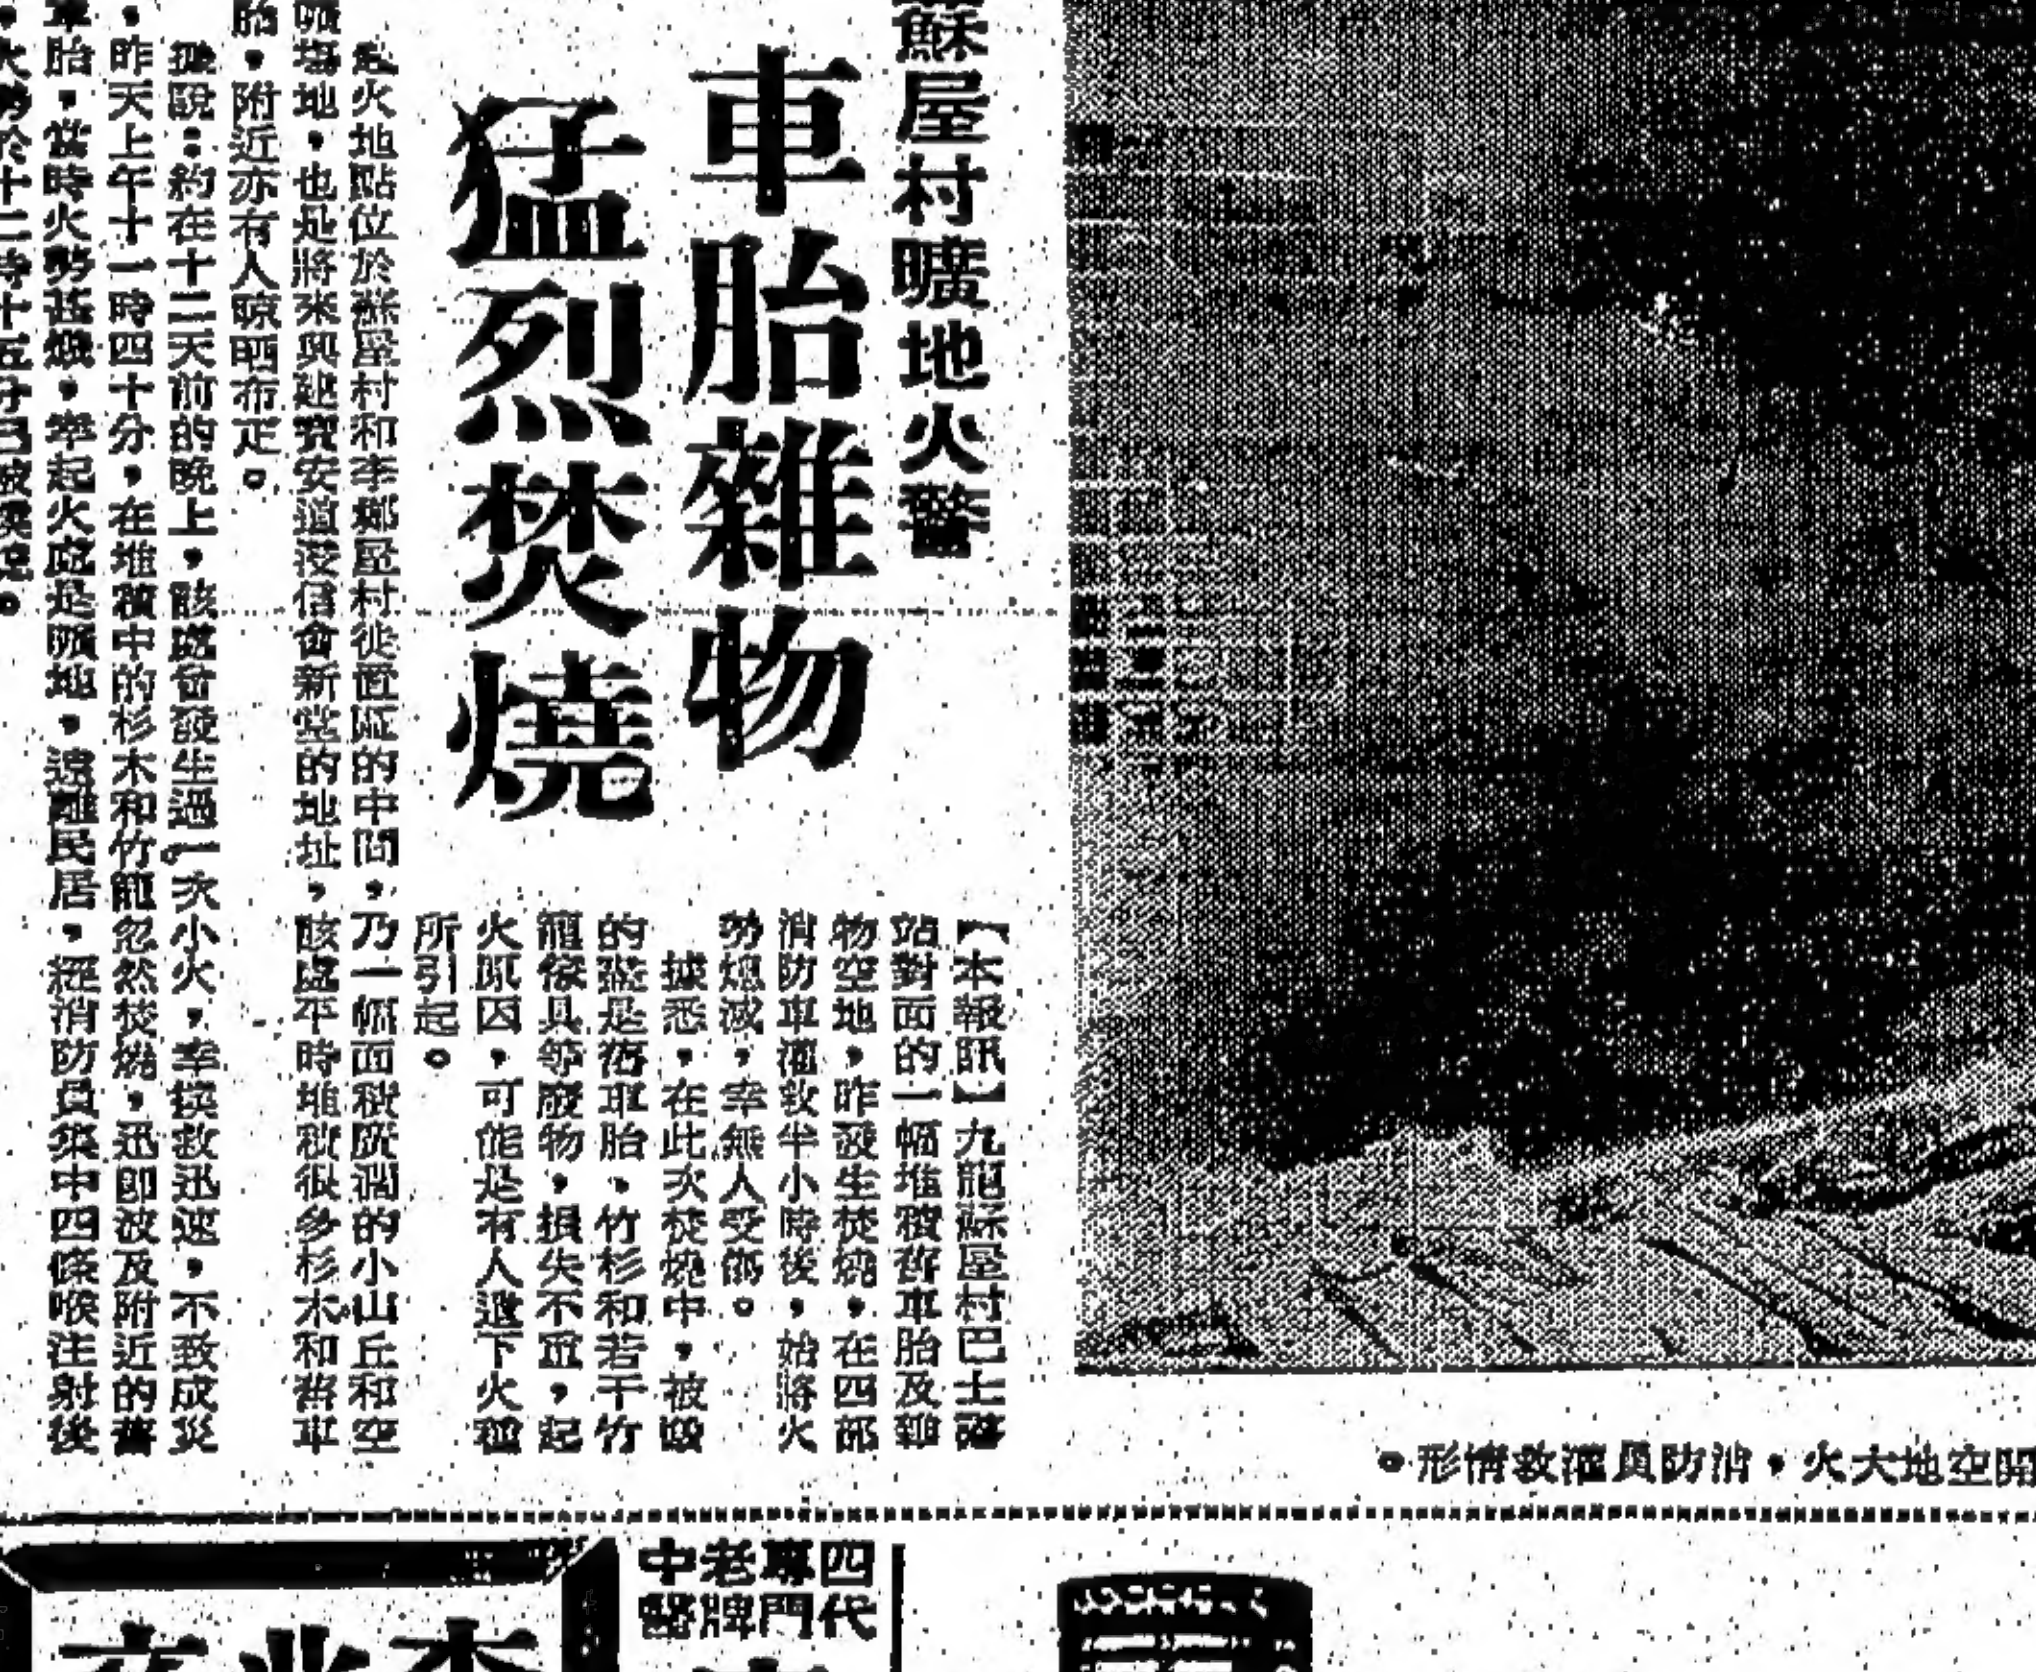 蘇屋村曠地火警
車胎雜物
猛烈焚燒
【本報訊】九龍蘇屋村巴士
站對面的一幅堆積舊車胎及雜
物空地，昨發生焚燒，在四部
消防車灌救半小時後，始將火
勢熄滅，幸無人受傷。
據悉，在此次焚燒中，被毀
的盡是舊車胎、竹杉和若干竹
籠傢具等廢物，損失不重，起
火原因，可能是有人遺下火種
所引起。
起火地點位於蘇屋村和李鄭屋村徙置區的中間，乃一幅面積廣濶的小山丘和空
曠塲地，也是將來興建寶安道浸信會新堂的地址，該處平時堆積很多杉木和舊車
胎，附近亦有人晾晒布疋。
據說：約在十二天前的晚上，該處曾發生過一次小火，幸撲救迅速，不致成災
，昨天上午十一時四十分，在堆積中的杉木和竹籠忽然焚燒，迅即波及附近的舊
車胎，當時火勢甚熾，幸起火處是曠地，遠離民居，經消防員集中四條喉注射後
，火勢於十二時十五分已被撲熄。
開空地大火，消防員灌救情形。
四代
專門
老牌
中醫